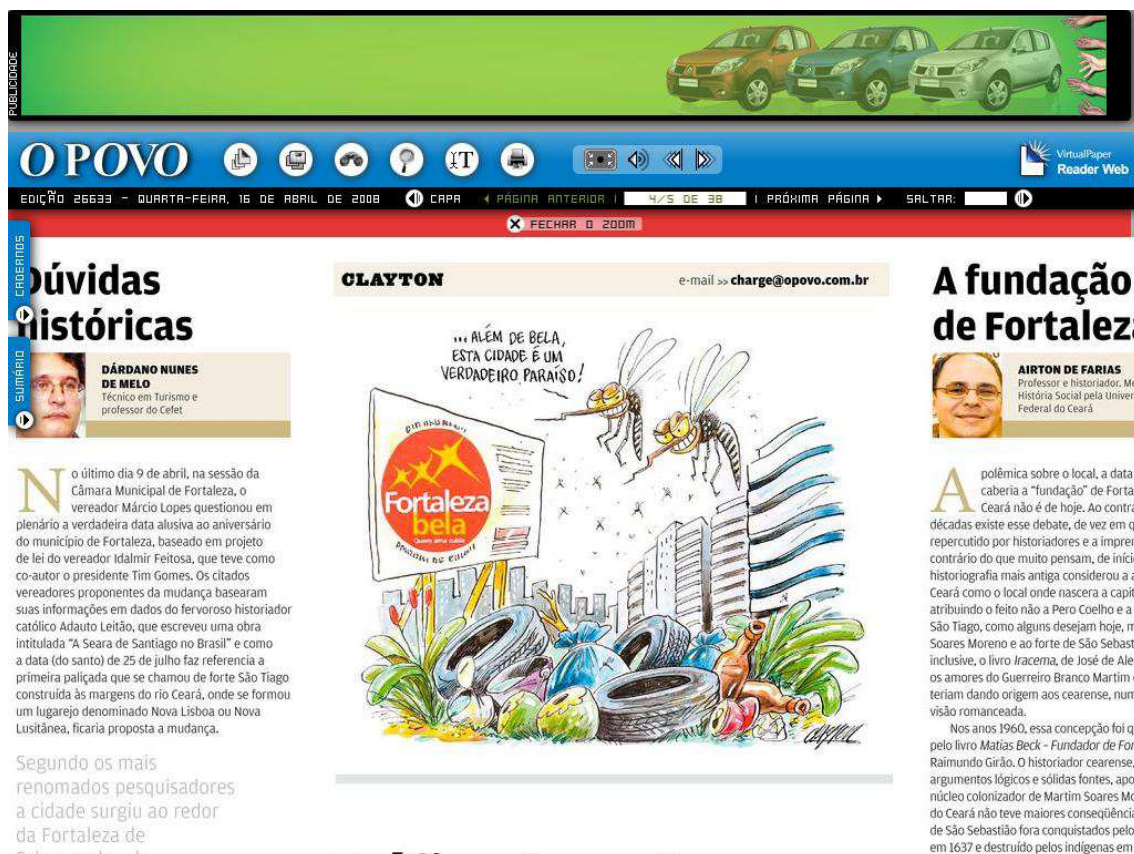 PUBLICIDADE
O POVO
T
VirtualPaper
Reader Web
EDIÇÃO 26633 - QUARTA-FEIRA, 16 DE ABRIL DE 2008
CAPA
PÁGINA ANTERIOR |
4/5 DE 38
| PRÓXIMA PÁGINA
SALTAR:
FECHAR O ZOOM
CADERNOS
SUMÁRIO
Dúvidas
históricas
DÁRDANO NUNES
DE MELO
Técnico em Turismo e
professor do Cefet
No último dia 9 de abril, na sessão da
Câmara Municipal de Fortaleza, o
vereador Márcio Lopes questionou em
plenário a verdadeira data alusiva ao aniversário
do município de Fortaleza, baseado em projeto
de lei do vereador Idalmir Feitosa, que teve como
co-autor o presidente Tim Gomes. Os citados
vereadores proponentes da mudança basearam
suas informações em dados do fervoroso historiador
católico Adauto Leitão, que escreveu uma obra
intitulada "A Seara de Santiago no Brasil" e como
a data (do santo) de 25 de julho faz referencia a
primeira paliçada que se chamou de forte São Tiago
construída às margens do rio Ceará, onde se formou
um lugarejo denominado Nova Lisboa ou Nova
Lusitânea, ficaria proposta a mudança.
Segundo os mais
renomados pesquisadores
a cidade surgiu ao redor
da Fortaleza de
CLAYTON
e-mail >> charge@opovo.com.br
... ALÉM DE BELA,
ESTA CIDADE É UM
VERDADEIRO PARAÍSO!
Fortaleza
bela
Quem ama cuida
A fundação
de Fortalez
AIRTON DE FARIAS
Professor e historiador. Me
História Social pela Univer
Federal do Ceará
A polêmica sobre o local, a data
caberia a "fundação" de Forta
Ceará não é de hoje. Ao contra
décadas existe esse debate, de vez em q
repercutido por historiadores e a impren
contrário do que muito pensam, de iníci
historiografia mais antiga considerou a
Ceará como o local onde nascera a capit
atribuindo o feito não a Pero Coelho e a
São Tiago, como alguns desejam hoje, m
Soares Moreno e ao forte de São Sebast
inclusive, o livro Iracema, de José de Ale
os amores do Guerreiro Branco Martim
teriam dando origem aos cearense, num
visão romanceada.
Nos anos 1960, essa concepção foi q
pelo livro Matias Beck - Fundador de For
Raimundo Girão. O historiador cearense,
argumentos lógicos e sólidas fontes, apo
núcleo colonizador de Martim Soares Mo
do Ceará não teve maiores conseqüência
de São Sebastião fora conquistados pelo
em 1637 e destruído pelos indígenas em